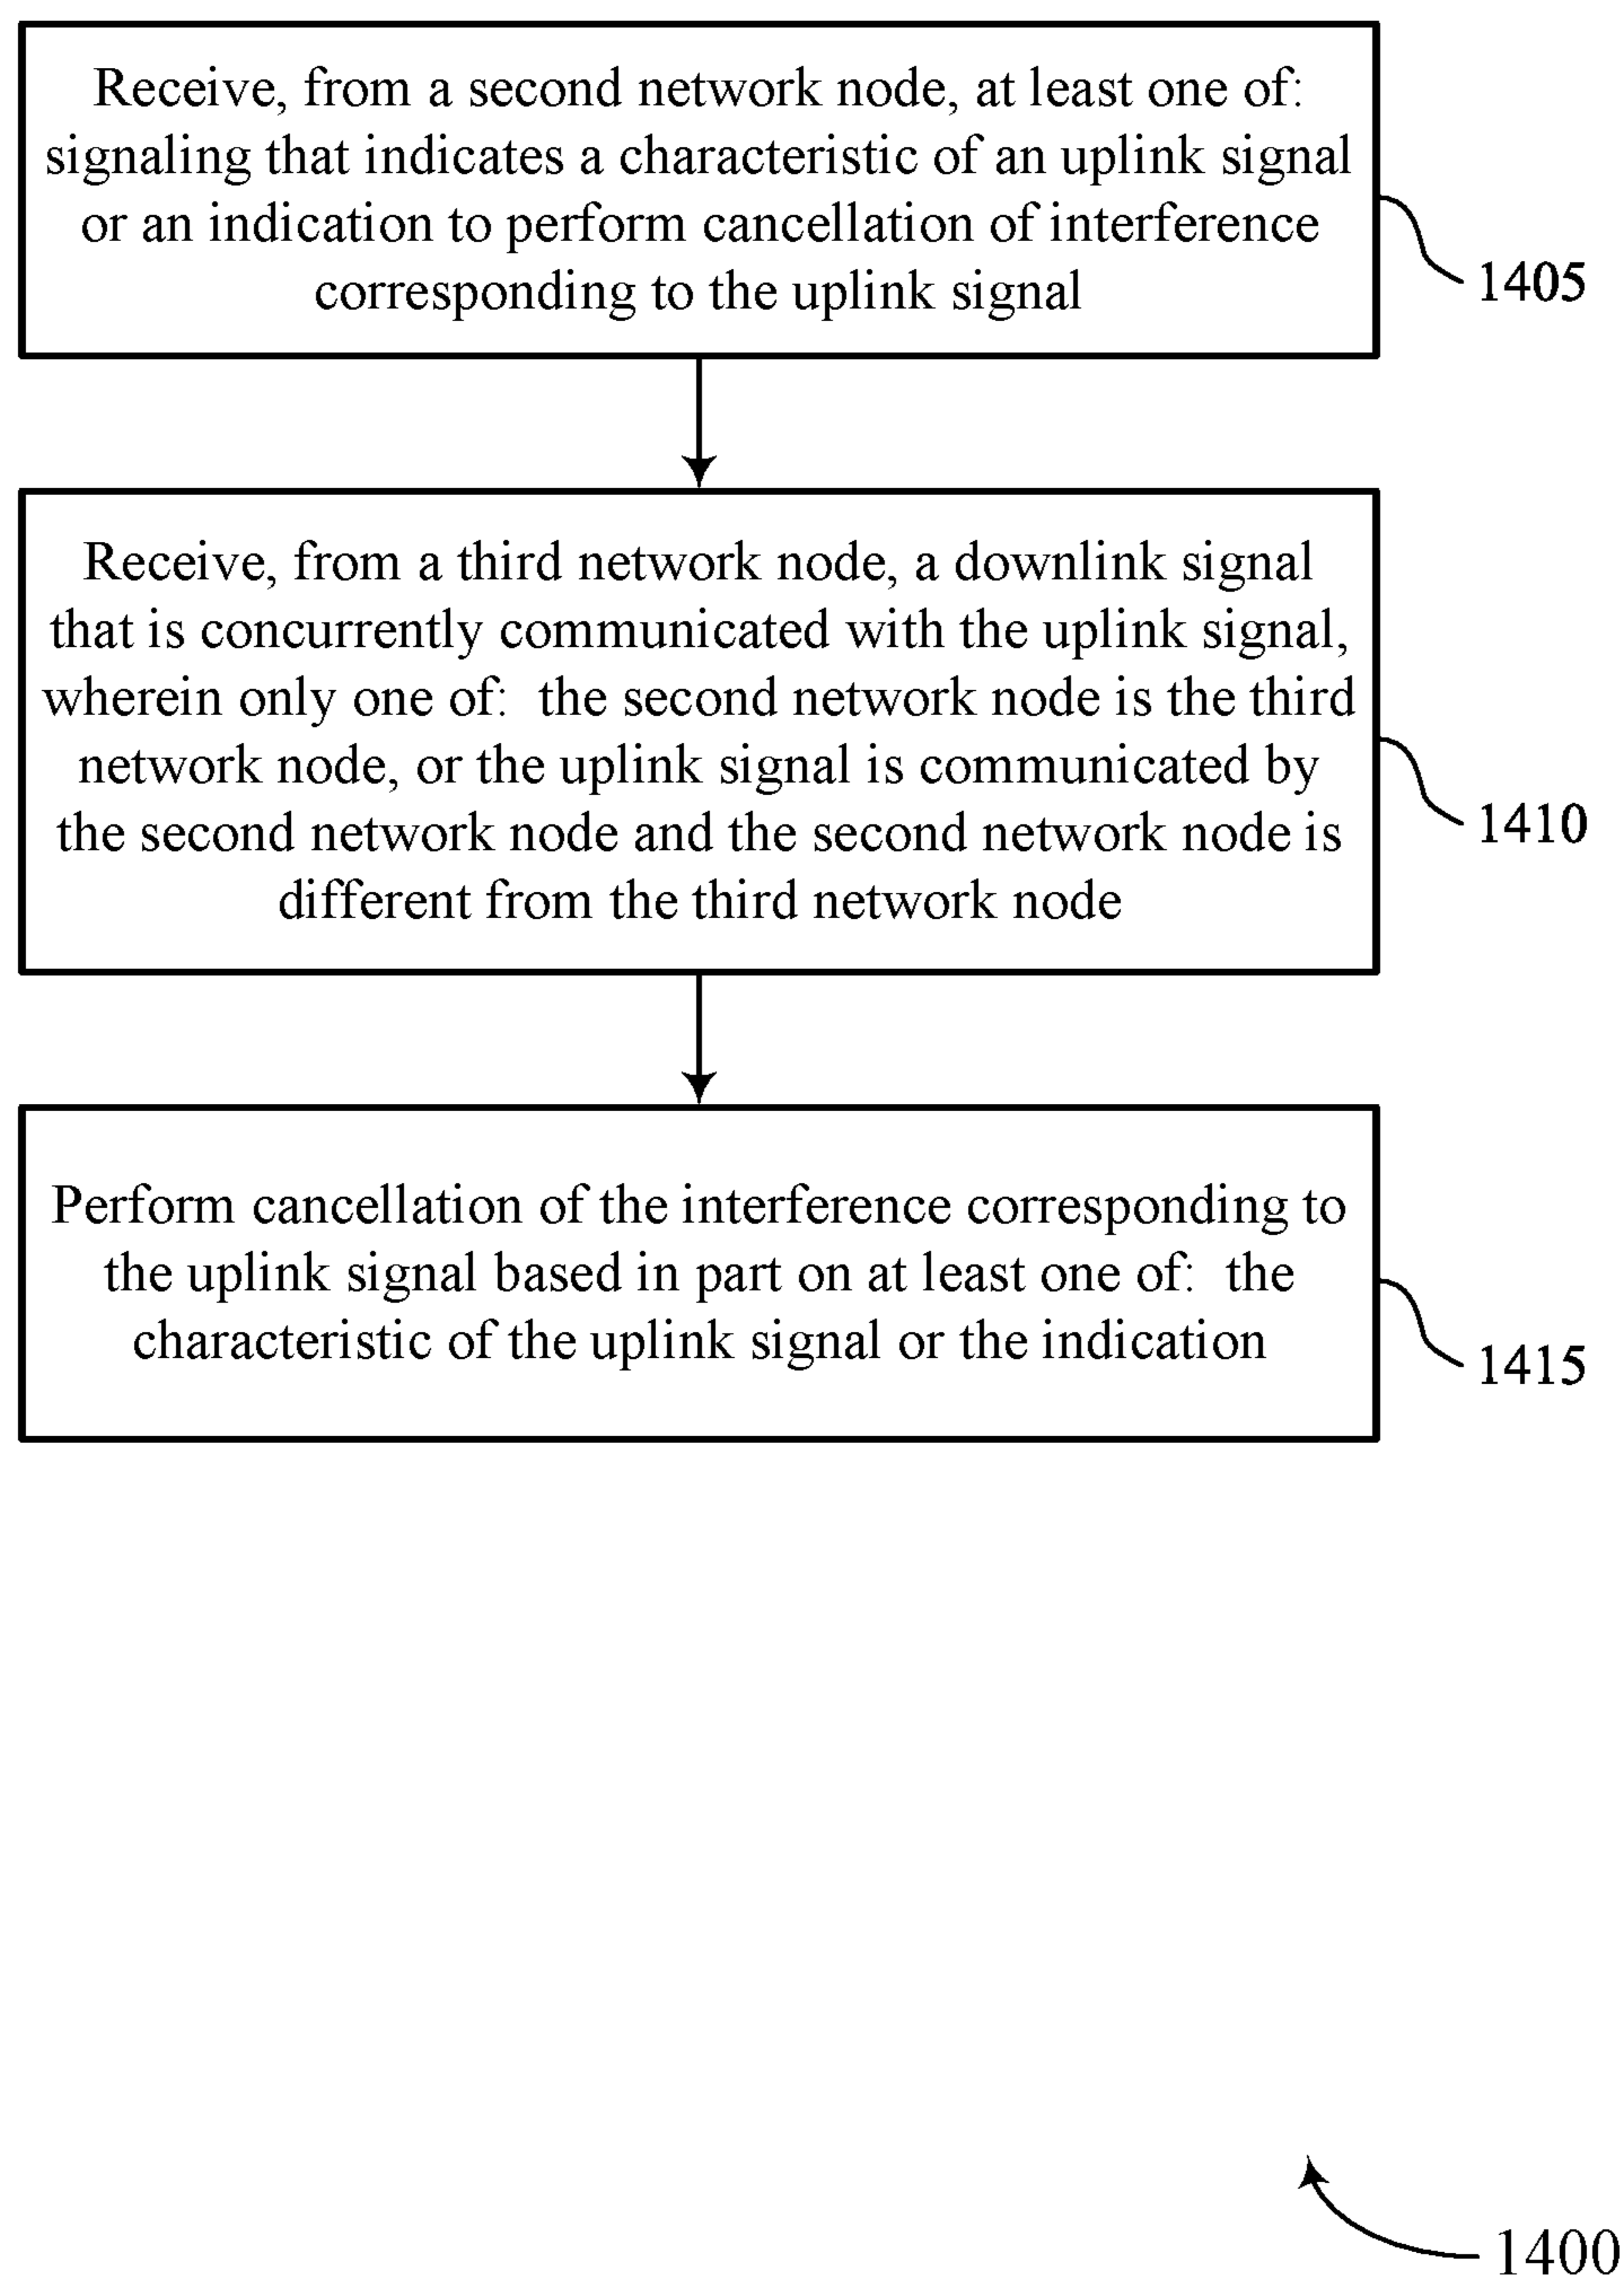 Receive, from a second network node, at least one of:
signaling that indicates a characteristic of an uplink signal
or an indication to perform cancellation of interference
corresponding to the uplink signal
1405
Receive, from a third network node, a downlink signal
that is concurrently communicated with the uplink signal,
wherein only one of: the second network node is the third
network node, or the uplink signal is communicated by
the second network node and the second network node is
different from the third network node
1410
Perform cancellation of the interference corresponding to
the uplink signal based in part on at least one of: the
characteristic of the uplink signal or the indication
1415
1400